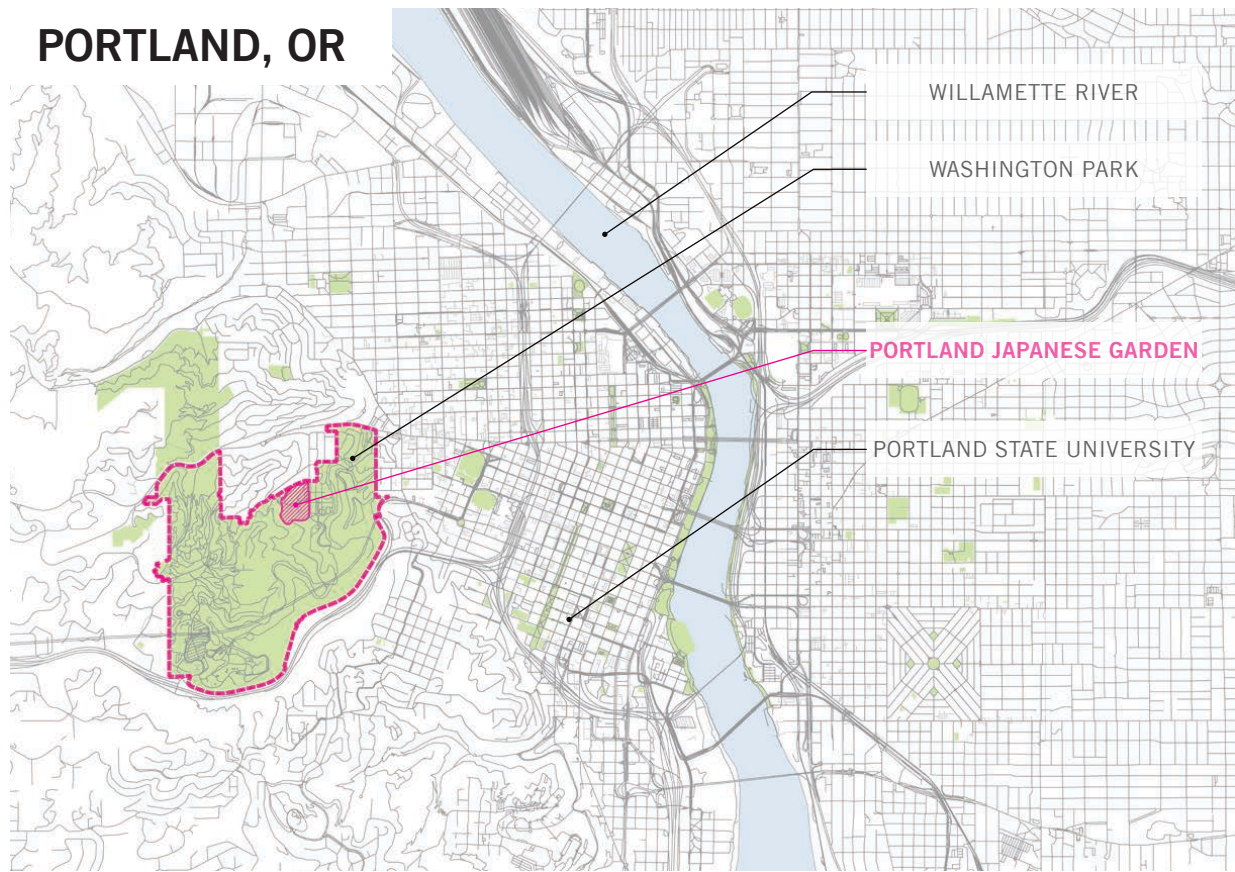 PORTLAND, OR
WILLAMETTE RIVER
WASHINGTON PARK
PORTLAND JAPANESE GARDEN
PORTLAND STATE UNIVERSITY